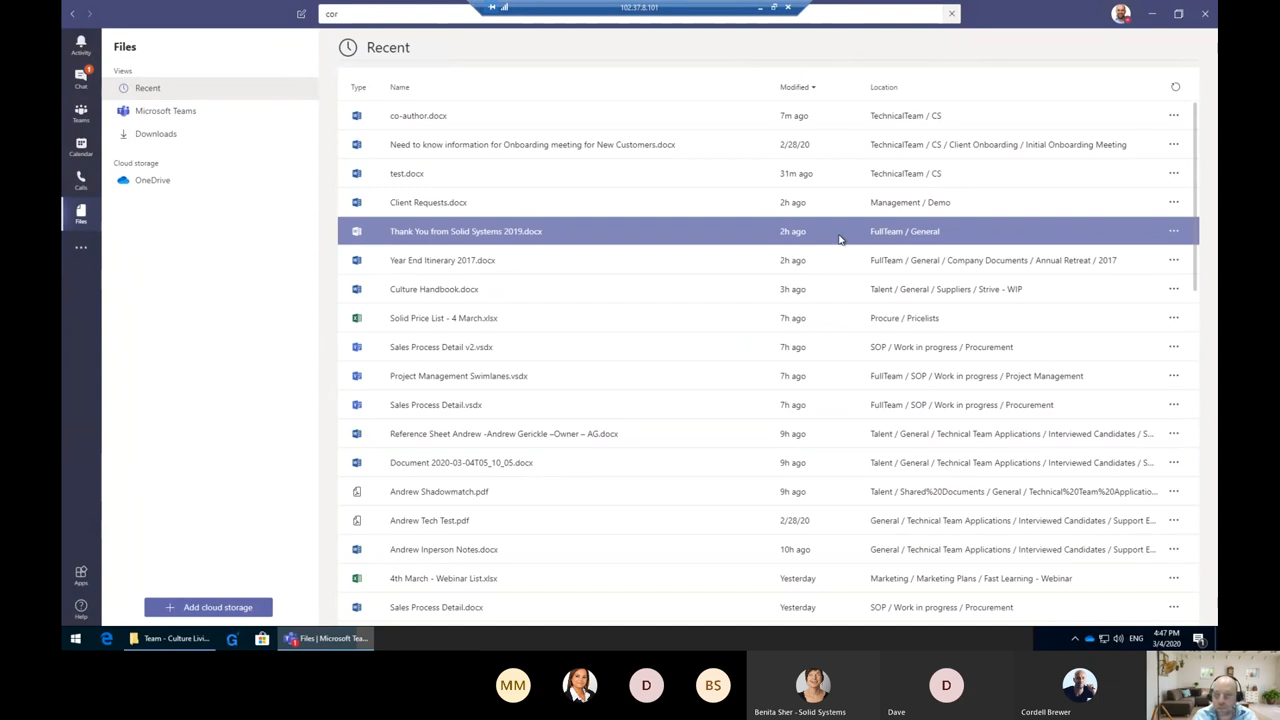 cor
102.37.8.101
Activity
Chat
1
Teams
Calendar
Calls
Files
Apps
Help
Files
Views
Recent
Microsoft Teams
Downloads
Cloud storage
OneDrive
Add cloud storage
Recent
Type Name Modified Location
co-author.docx 7m ago TechnicalTeam / CS
Need to know information for Onboarding meeting for New Customers.docx 2/28/20 TechnicalTeam / CS / Client Onboarding / Initial Onboarding Meeting
test.docx 31m ago TechnicalTeam / CS
Client Requests.docx 2h ago Management / Demo
Thank You from Solid Systems 2019.docx 2h ago FullTeam / General
Year End Itinerary 2017.docx 2h ago FullTeam / General / Company Documents / Annual Retreat / 2017
Culture Handbook.docx 3h ago Talent / General / Suppliers / Strive - WIP
Solid Price List - 4 March.xlsx 7h ago Procure / Pricelists
Sales Process Detail v2.vsdx 7h ago SOP / Work in progress / Procurement
Project Management Swimlanes.vsdx 7h ago FullTeam / SOP / Work in progress / Project Management
Sales Process Detail.vsdx 7h ago FullTeam / SOP / Work in progress / Procurement
Reference Sheet Andrew -Andrew Gerickle –Owner – AG.docx 9h ago Talent / General / Technical Team Applications / Interviewed Candidates / S...
Document 2020-03-04T05_10_05.docx 9h ago Talent / General / Technical Team Applications / Interviewed Candidates / S...
Andrew Shadowmatch.pdf 9h ago Talent / Shared%20Documents / General / Technical%20Team%20Applicatio...
Andrew Tech Test.pdf 2/28/20 General / Technical Team Applications / Interviewed Candidates / Support E...
Andrew Inperson Notes.docx 10h ago General / Technical Team Applications / Interviewed Candidates / Support E...
4th March - Webinar List.xlsx Yesterday Marketing / Marketing Plans / Fast Learning - Webinar
Sales Process Detail.docx Yesterday SOP / Work in progress / Procurement
Team - Culture Livi...
Files | Microsoft Tea...
ENG
4:47 PM
3/4/2020
MM
D
BS
D
Benita Sher - Solid Systems
Dave
Cordell Brewer